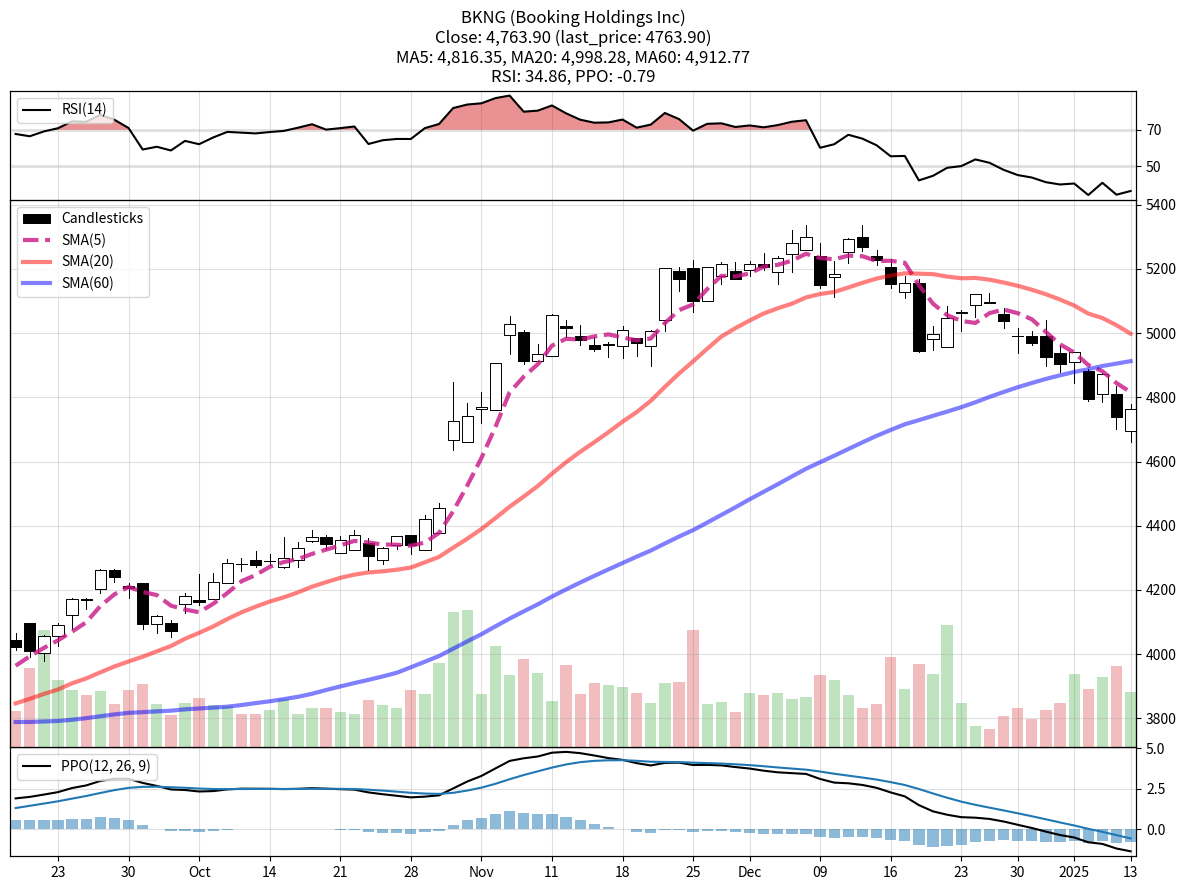 BKNG (Booking Holdings Inc)
Close: 4,763.90 (last_price: 4763.90)
MA5: 4,816.35, MA20: 4,998.28, MA60: 4,912.77
RSI: 34.86, PPO: -0.79
RSI(14)
70
50
Candlesticks
SMA(5)
SMA(20)
SMA(60)
5400
5200
5000
4800
4600
4400
4200
4000
3800
PPO(12, 26, 9)
5.0
2.5
0.0
23 30 Oct 14 21 28 Nov 11 18 25 Dec 09 16 23 30 2025 13